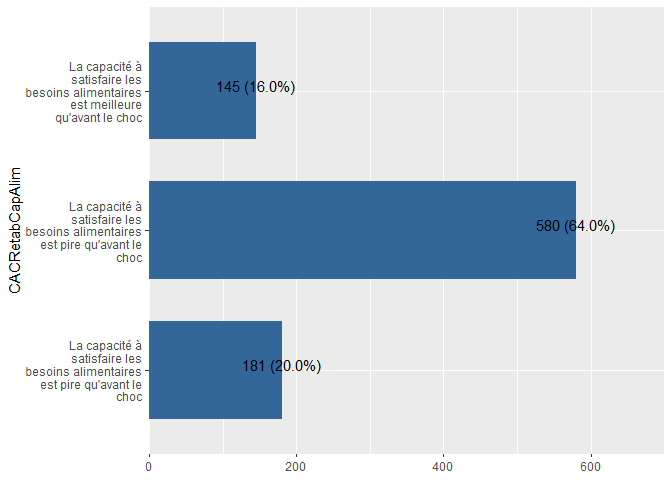 La capacité à
satisfaire les
besoins alimentaires
est meilleure
qu'avant le choc
145 (16.0%)
CACRetabCapAlim
La capacité à
satisfaire les
besoins alimentaires
est pire qu'avant le
choc
580 (64.0%)
La capacité à
satisfaire les
besoins alimentaires
est pire qu'avant le
choc
181 (20.0%)
0
200
400
600